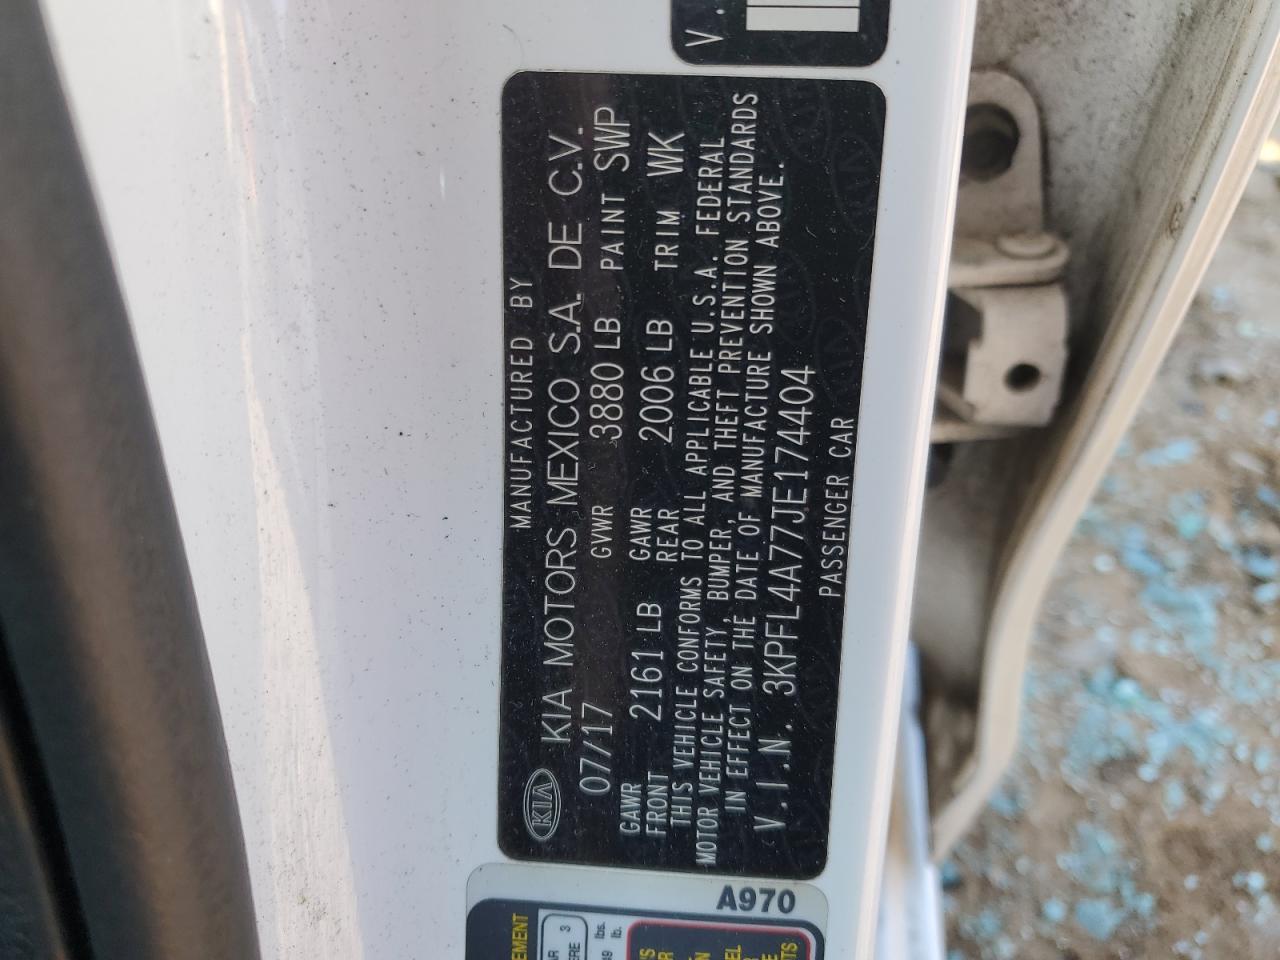 V.
KIA
MANUFACTURED BY
KIA MOTORS MEXICO S.A. DE C.V.
07/17 GVWR 3880 LB PAINT SWP
GAWR FRONT 2161 LB GAWR REAR 2006 LB TRIM WK
THIS VEHICLE CONFORMS TO ALL APPLICABLE U.S.A. FEDERAL
MOTOR VEHICLE SAFETY, BUMPER, AND THEFT PREVENTION STANDARDS
IN EFFECT ON THE DATE OF MANUFACTURE SHOWN ABOVE.
V.I.N. 3KPFL4A77JE174404
PASSENGER CAR
A970